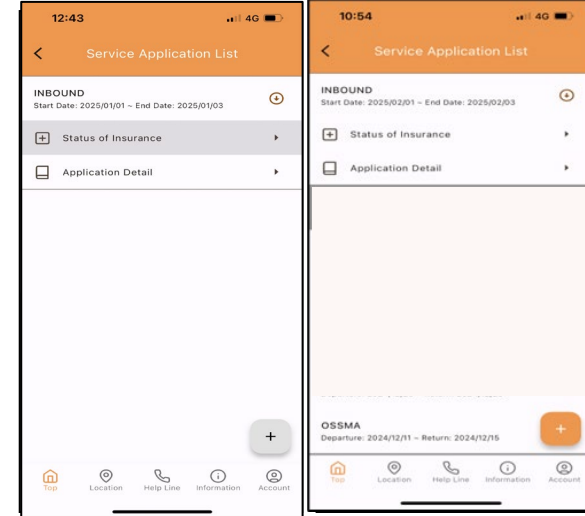 12:43
4G
Service Application List
INBOUND
Start Date: 2025/01/01 ~ End Date: 2025/01/03
Status of Insurance
Application Detail
+
Top
Location
Help Line
Information
Account
10:54
4G
Service Application List
INBOUND
Start Date: 2025/02/01 ~ End Date: 2025/02/03
Status of Insurance
Application Detail
OSSMA
Departure: 2024/12/11 ~ Return: 2024/12/15
+
Top
Location
Help Line
Information
Account